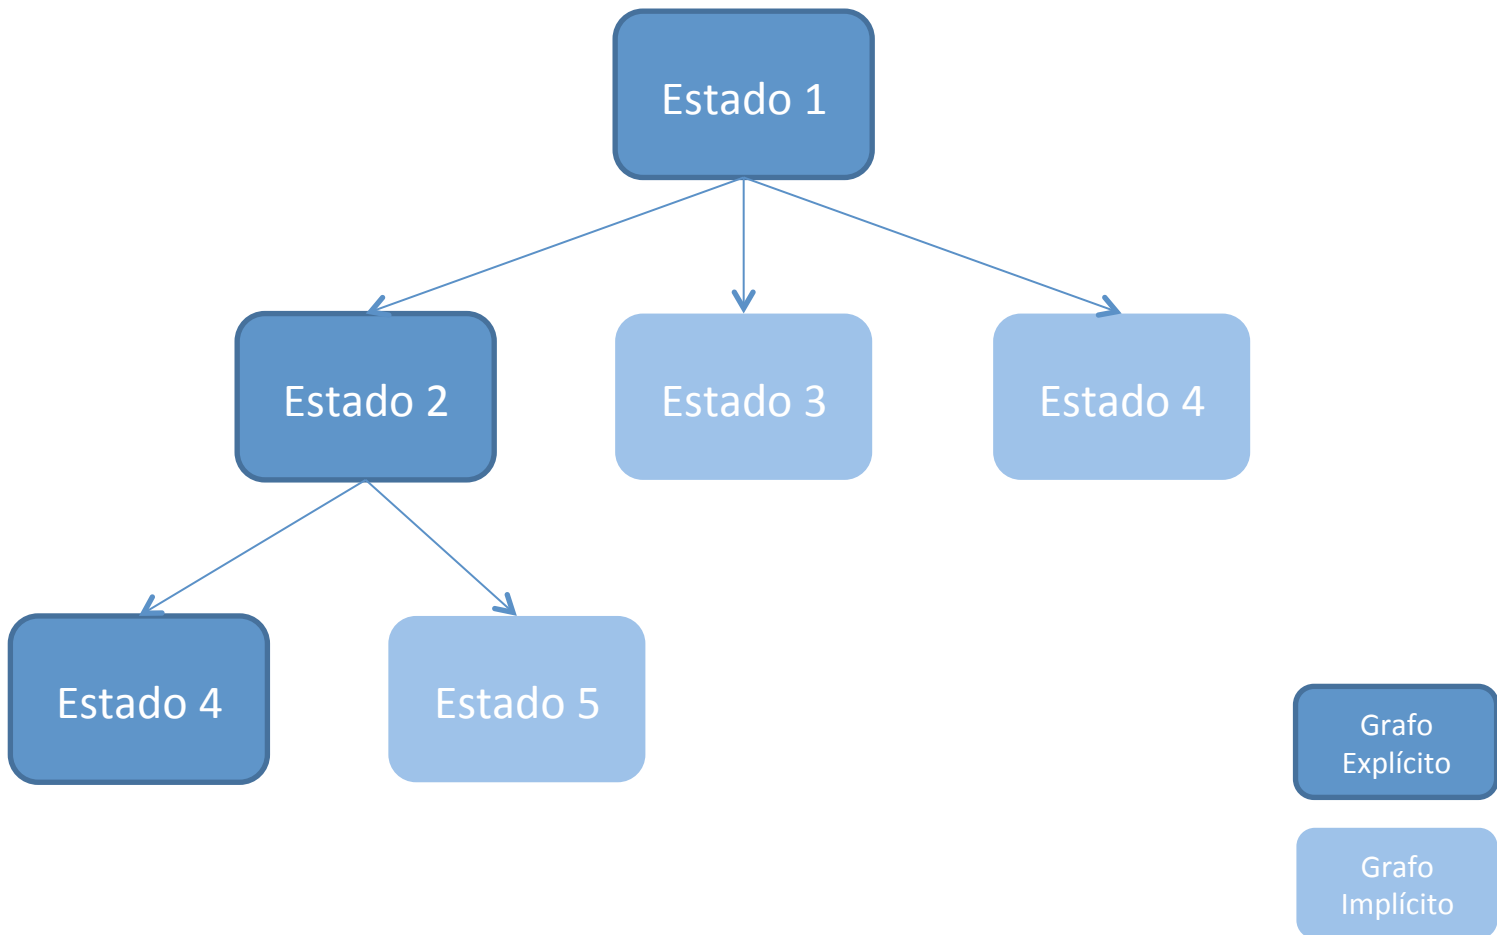 Estado 1
Estado 2
Estado 3
Estado 4
Estado 4
Estado 5
Grafo
Explícito
Grafo
Implícito